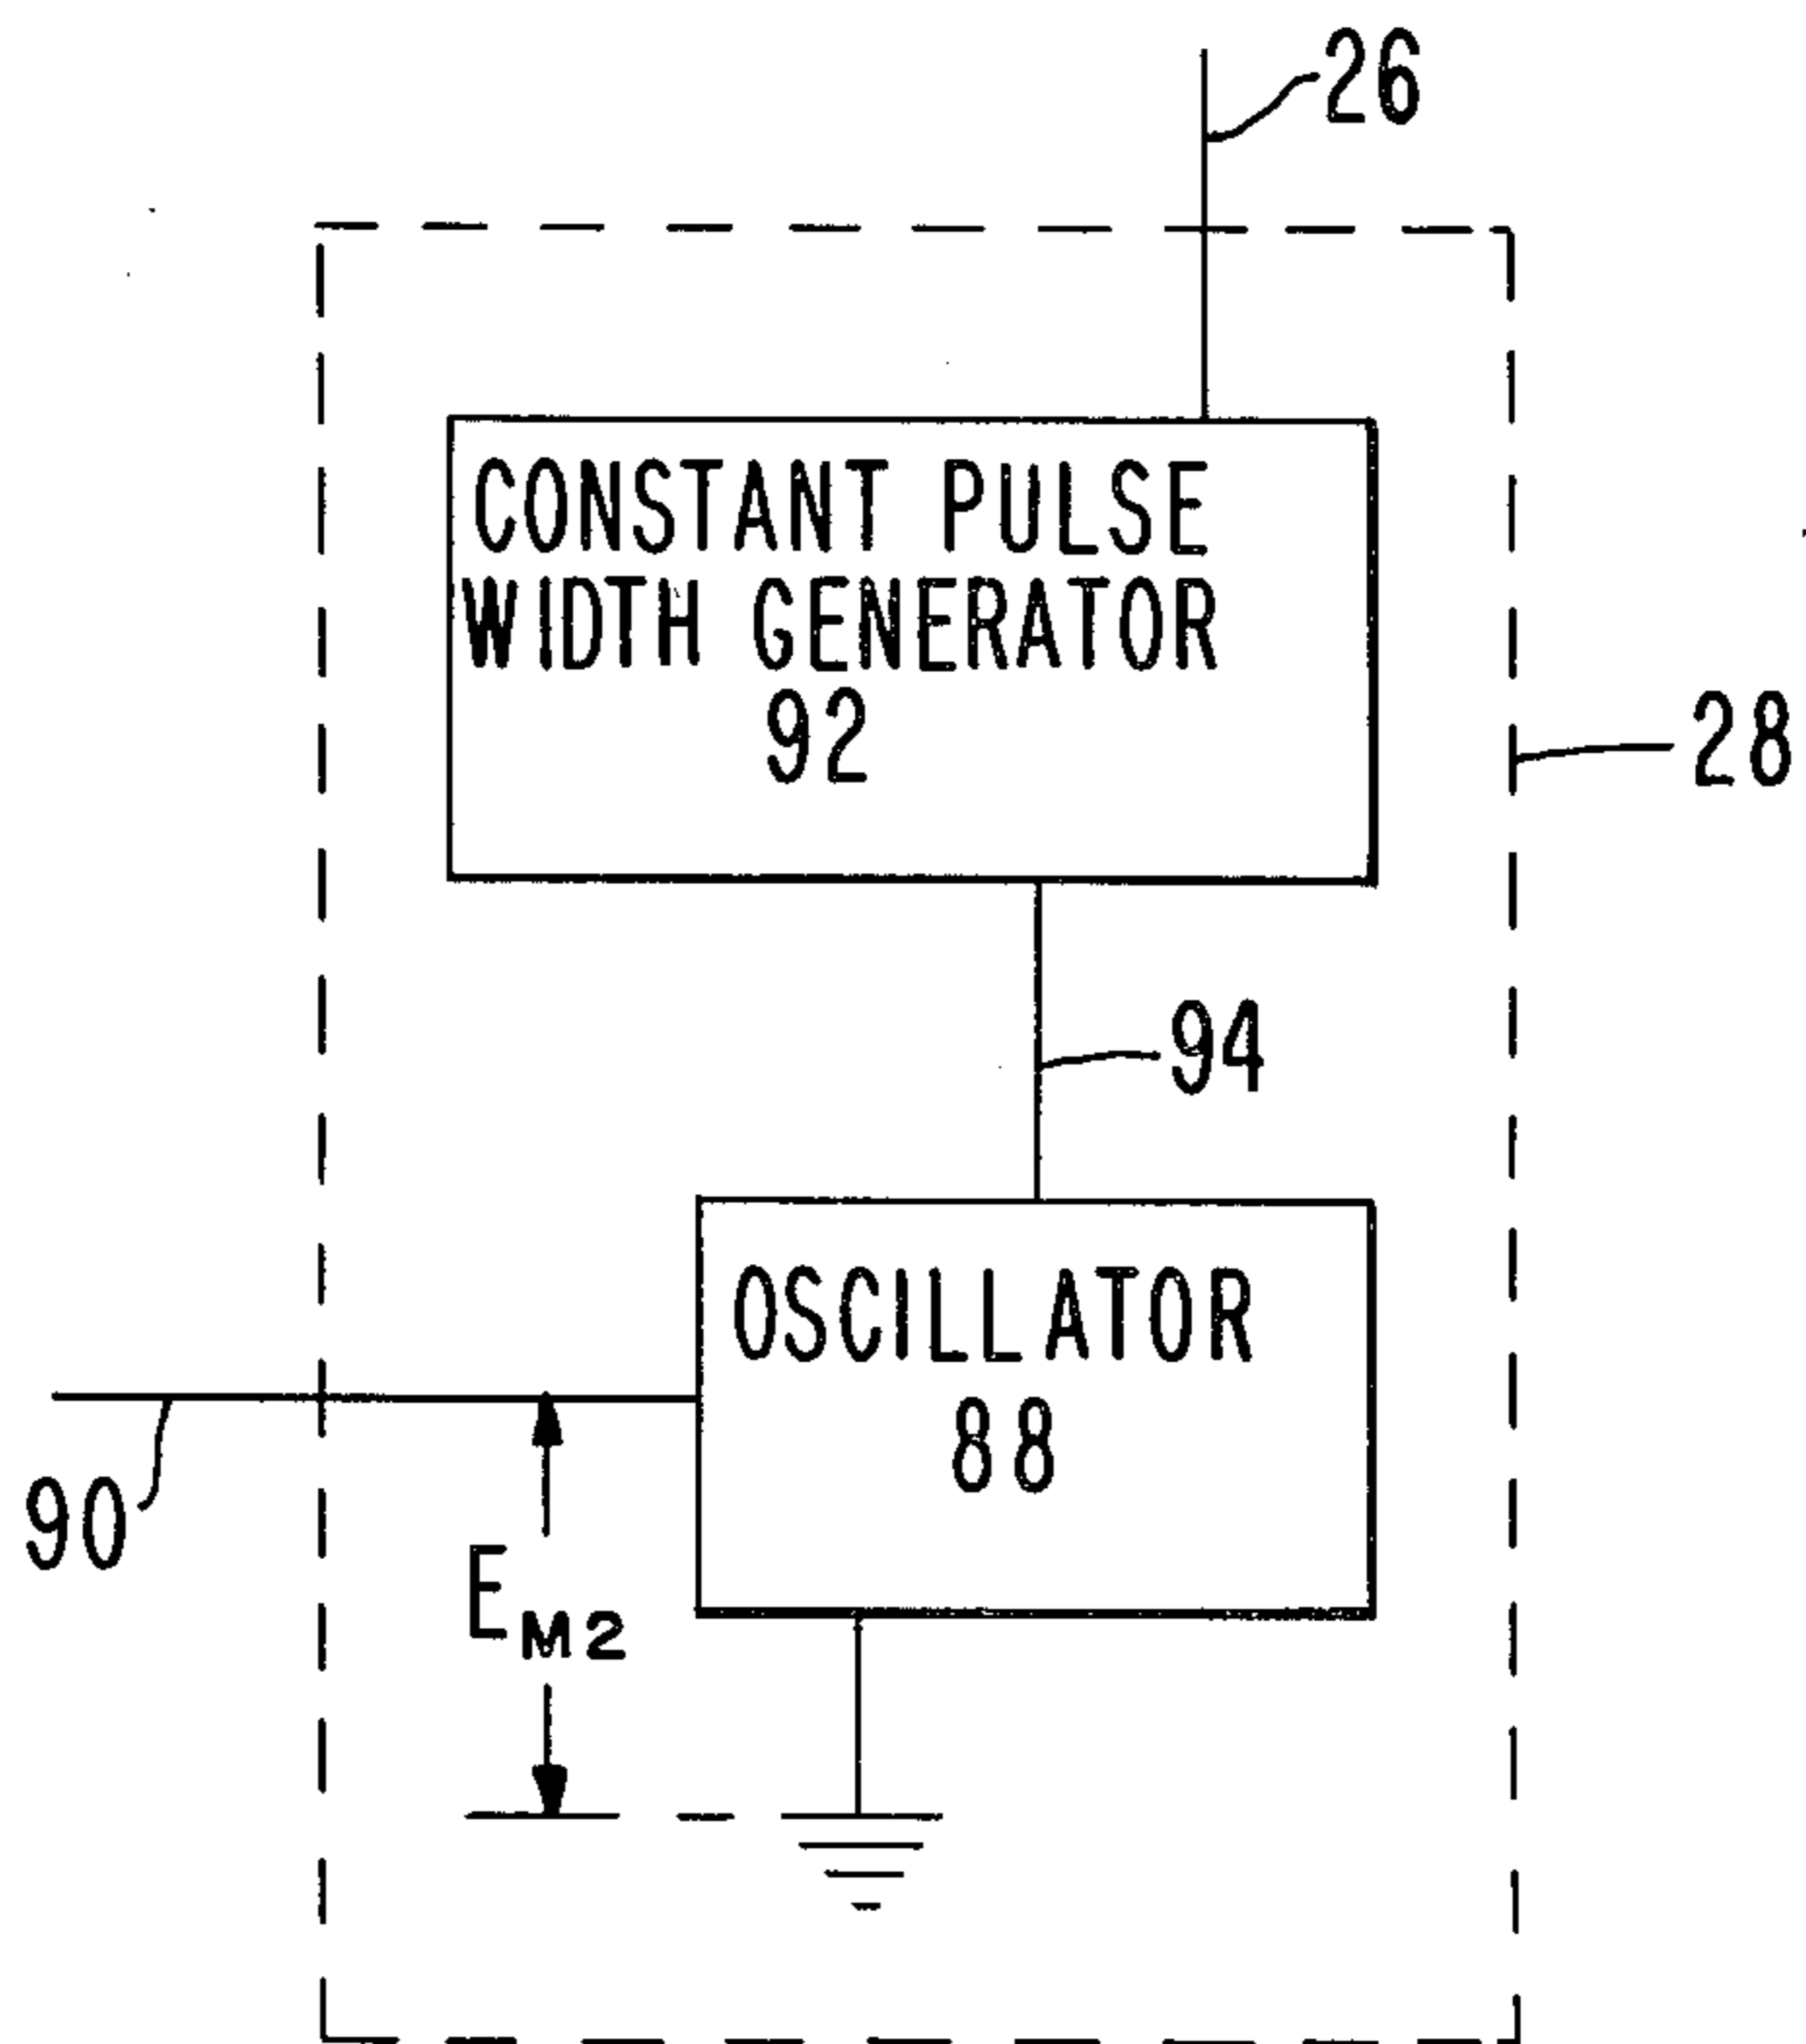 26
CONSTANT PULSE
WIDTH GENERATOR
92
28
94
OSCILLATOR
88
90
EM2